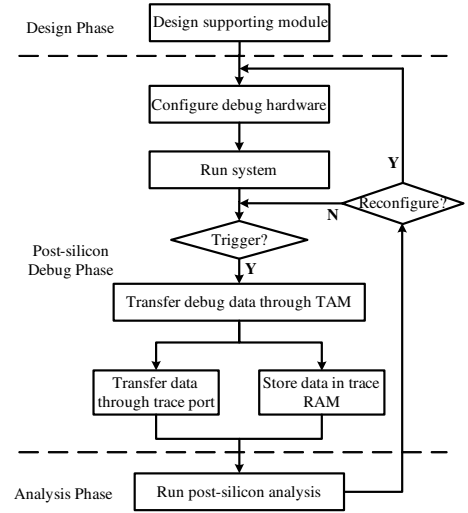 Design Phase
Design supporting module
Configure debug hardware
Run system
Y
Reconfigure?
N
Trigger?
Y
Post-silicon
Debug Phase
Transfer debug data through TAM
Transfer data
through trace port
Store data in trace
RAM
Analysis Phase
Run post-silicon analysis